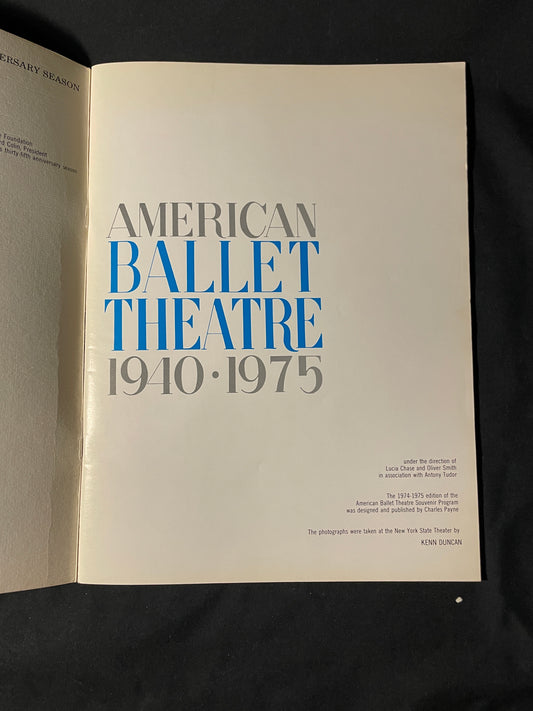 ERSARY SEASON
Foundation
Colin, President
thirty-fifth anniversary season
AMERICAN
BALLET
THEATRE
1940·1975
under the direction of
Lucia Chase and Oliver Smith
in association with Antony Tudor
The 1974-1975 edition of the
American Ballet Theatre Souvenir Program
was designed and published by Charles Payne
The photographs were taken at the New York State Theater by
KENN DUNCAN